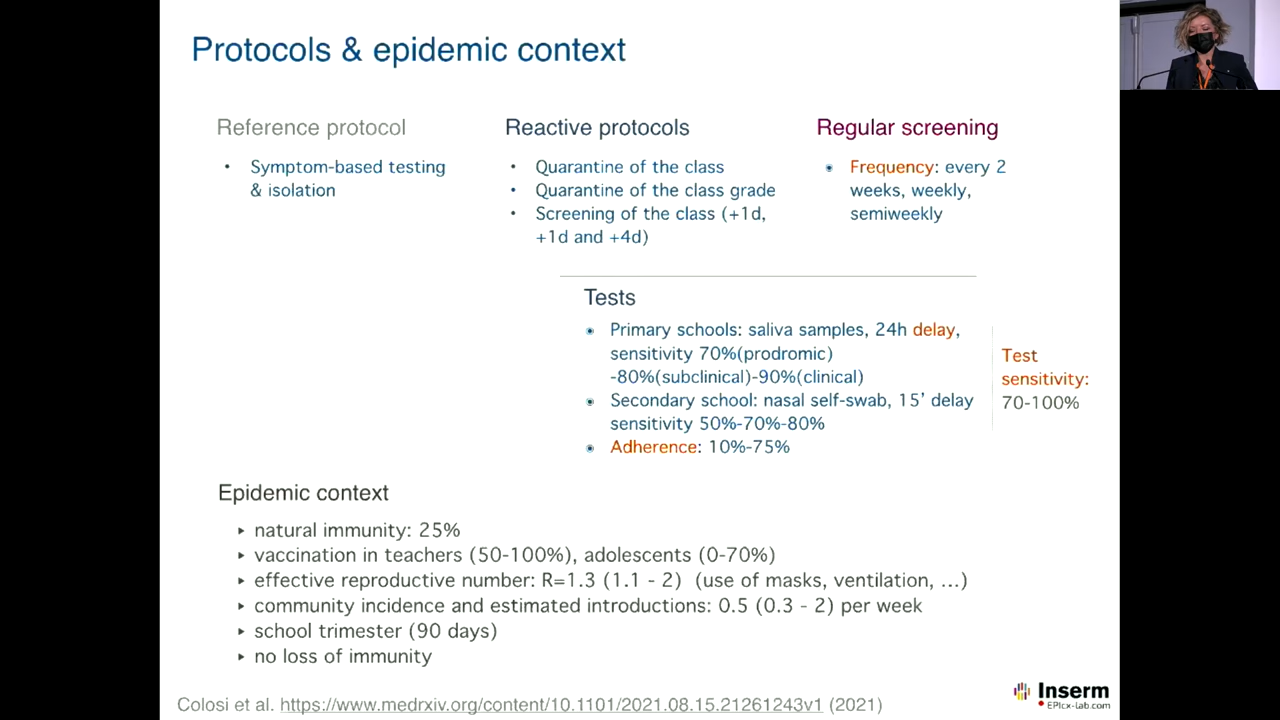 Protocols & epidemic context
Reference protocol
• Symptom-based testing
& isolation
Reactive protocols
• Quarantine of the class
• Quarantine of the class grade
• Screening of the class (+1d,
+1d and +4d)
Regular screening
Frequency: every 2
weeks, weekly,
semiweekly
Tests
Primary schools: saliva samples, 24h delay,
sensitivity 70%(prodromic)
-80%(subclinical)-90%(clinical)
Secondary school: nasal self-swab, 15’ delay
sensitivity 50%-70%-80%
Adherence: 10%-75%
Test
sensitivity:
70-100%
Epidemic context
natural immunity: 25%
vaccination in teachers (50-100%), adolescents (0-70%)
effective reproductive number: R=1.3 (1.1 - 2) (use of masks, ventilation, …)
community incidence and estimated introductions: 0.5 (0.3 - 2) per week
school trimester (90 days)
no loss of immunity
Colosi et al. https://www.medrxiv.org/content/10.1101/2021.08.15.21261243v1 (2021)
Inserm
EPIcx-lab.com